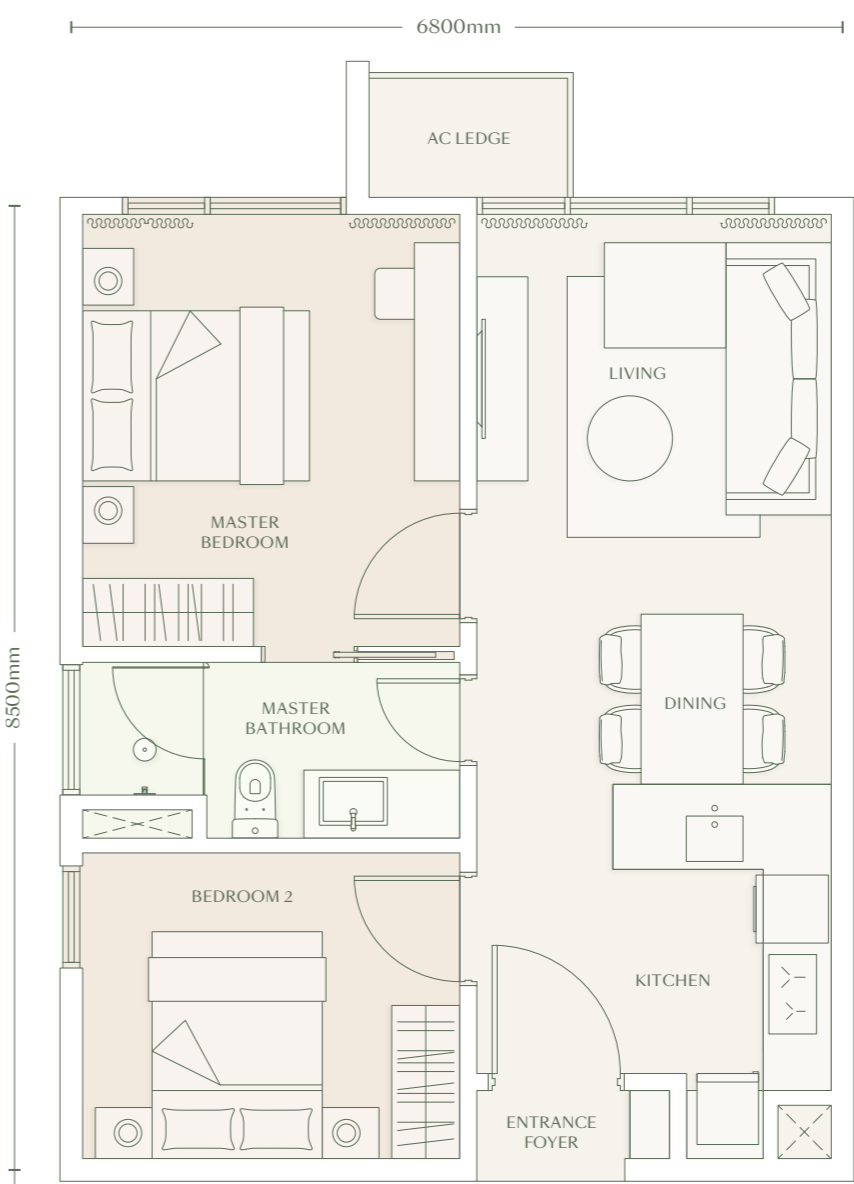 6800mm
AC LEDGE
LIVING
MASTER
BEDROOM
8500mm
MASTER
BATHROOM
DINING
BEDROOM 2
KITCHEN
ENTRANCE
FOYER